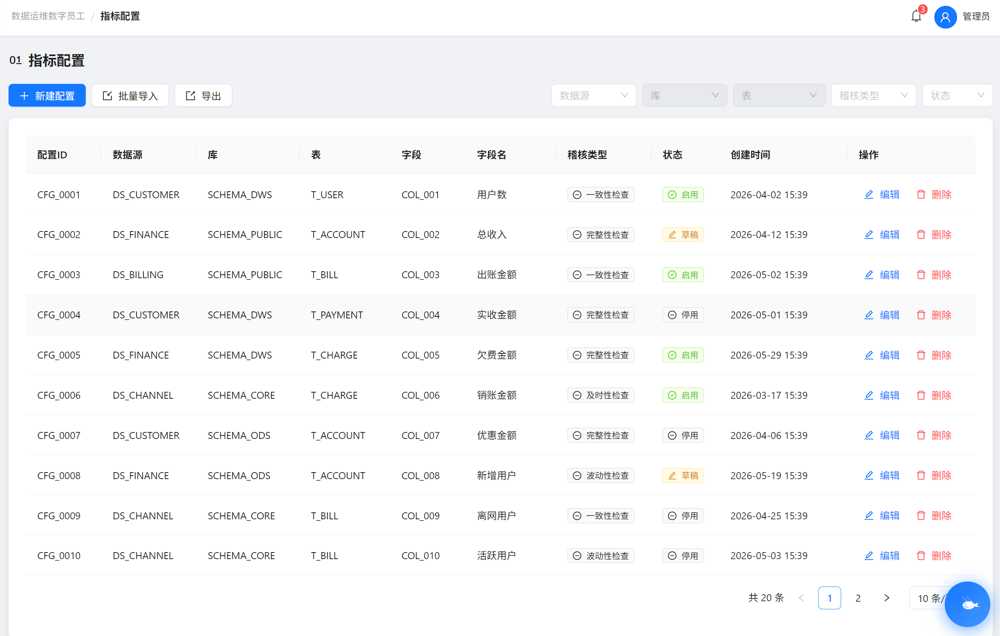 数据运维数字员工 / 指标配置
3
管理员
01 指标配置
新建配置 批量导入 导出 数据源 库 表 稽核类型 状态
配置ID 数据源 库 表 字段 字段名 稽核类型 状态 创建时间 操作
CFG_0001 DS_CUSTOMER SCHEMA_DWS T_USER COL_001 用户数 一致性检查 启用 2026-04-02 15:39 编辑 删除
CFG_0002 DS_FINANCE SCHEMA_PUBLIC T_ACCOUNT COL_002 总收入 完整性检查 草稿 2026-04-12 15:39 编辑 删除
CFG_0003 DS_BILLING SCHEMA_PUBLIC T_BILL COL_003 出账金额 一致性检查 启用 2026-05-02 15:39 编辑 删除
CFG_0004 DS_CUSTOMER SCHEMA_DWS T_PAYMENT COL_004 实收金额 完整性检查 停用 2026-05-01 15:39 编辑 删除
CFG_0005 DS_FINANCE SCHEMA_DWS T_CHARGE COL_005 欠费金额 完整性检查 启用 2026-05-29 15:39 编辑 删除
CFG_0006 DS_CHANNEL SCHEMA_CORE T_CHARGE COL_006 销账金额 及时性检查 启用 2026-03-17 15:39 编辑 删除
CFG_0007 DS_CUSTOMER SCHEMA_ODS T_ACCOUNT COL_007 优惠金额 完整性检查 停用 2026-04-06 15:39 编辑 删除
CFG_0008 DS_FINANCE SCHEMA_ODS T_ACCOUNT COL_008 新增用户 波动性检查 草稿 2026-05-19 15:39 编辑 删除
CFG_0009 DS_CHANNEL SCHEMA_CORE T_BILL COL_009 离网用户 一致性检查 停用 2026-04-25 15:39 编辑 删除
CFG_0010 DS_CHANNEL SCHEMA_CORE T_BILL COL_010 活跃用户 波动性检查 停用 2026-05-03 15:39 编辑 删除
共 20 条 1 2 10 条/